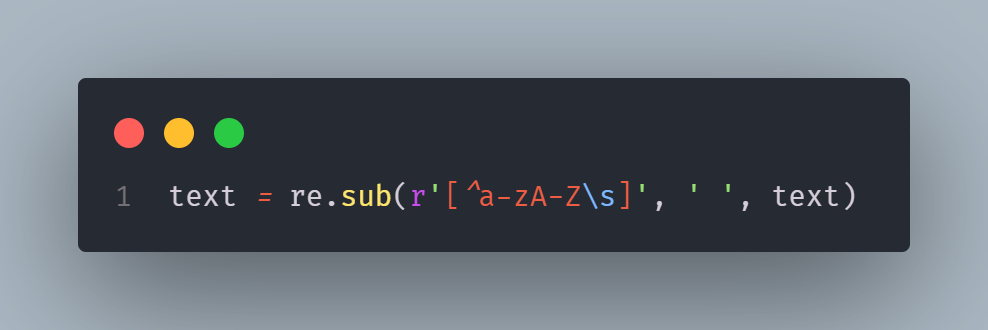 1 text = re.sub(r'[^a-zA-Z\s]', ' ', text)